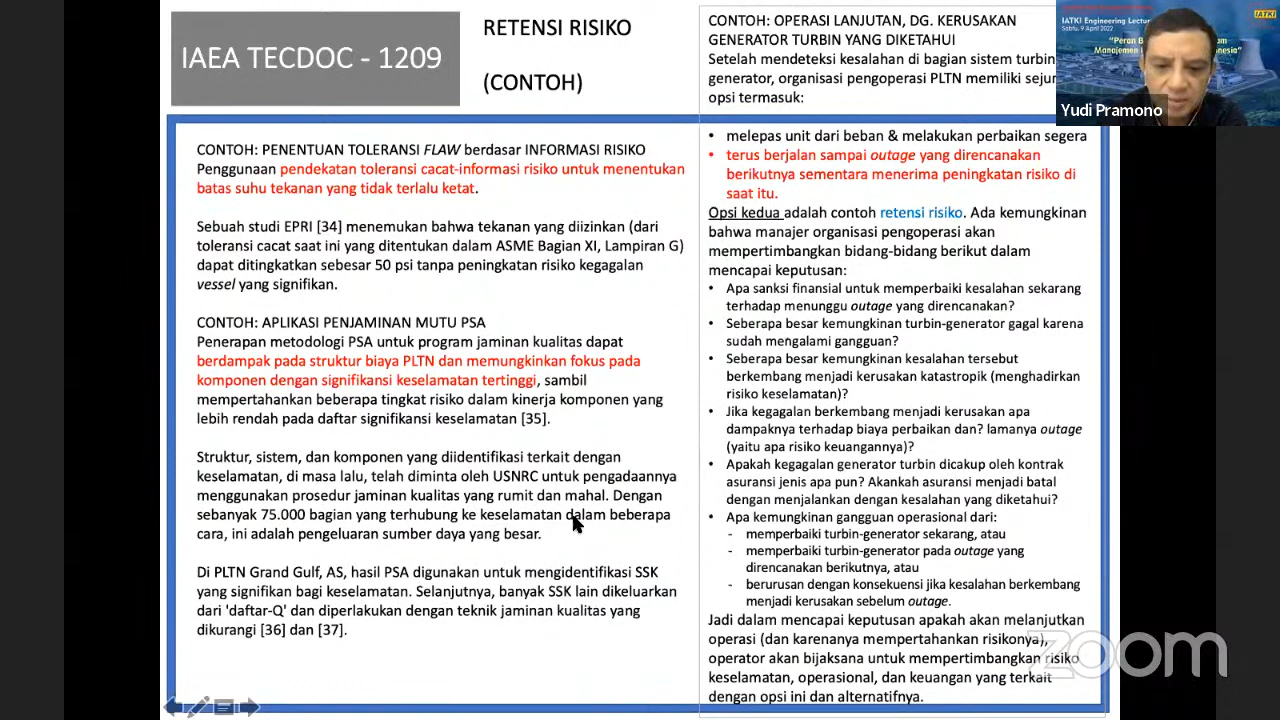 IAEA TECDOC - 1209
RETENSI RISIKO
(CONTOH)
CONTOH: PENENTUAN TOLERANSI FLAW berdasar INFORMASI RISIKO
Penggunaan pendekatan toleransi cacat-informasi risiko untuk menentukan
batas suhu tekanan yang tidak terlalu ketat.
Sebuah studi EPRI [34] menemukan bahwa tekanan yang diizinkan (dari
toleransi cacat saat ini yang ditentukan dalam ASME Bagian XI, Lampiran G)
dapat ditingkatkan sebesar 50 psi tanpa peningkatan risiko kegagalan
vessel yang signifikan.
CONTOH: APLIKASI PENJAMINAN MUTU PSA
Penerapan metodologi PSA untuk program jaminan kualitas dapat
berdampak pada struktur biaya PLTN dan memungkinkan fokus pada
komponen dengan signifikansi keselamatan tertinggi, sambil
mempertahankan beberapa tingkat risiko dalam kinerja komponen yang
lebih rendah pada daftar signifikansi keselamatan [35].
Struktur, sistem, dan komponen yang diidentifikasi terkait dengan
keselamatan, di masa lalu, telah diminta oleh USNRC untuk pengadaannya
menggunakan prosedur jaminan kualitas yang rumit dan mahal. Dengan
sebanyak 75.000 bagian yang terhubung ke keselamatan dalam beberapa
cara, ini adalah pengeluaran sumber daya yang besar.
Di PLTN Grand Gulf, AS, hasil PSA digunakan untuk mengidentifikasi SSK
yang signifikan bagi keselamatan. Selanjutnya, banyak SSK lain dikeluarkan
dari 'daftar-Q' dan diperlakukan dengan teknik jaminan kualitas yang
dikurangi [36] dan [37].
CONTOH: OPERASI LANJUTAN, DG. KERUSAKAN
GENERATOR TURBIN YANG DIKETAHUI
Setelah mendeteksi kesalahan di bagian sistem turbin
generator, organisasi pengoperasi PLTN memiliki
opsi termasuk:
• melepas unit dari beban & melakukan perbaikan segera
• terus berjalan sampai outage yang direncanakan
berikutnya sementara menerima peningkatan risiko di
saat itu.
Opsi kedua adalah contoh retensi risiko. Ada kemungkinan
bahwa manajer organisasi pengoperasi akan
mempertimbangkan bidang-bidang berikut dalam
mencapai keputusan:
• Apa sanksi finansial untuk memperbaiki kesalahan sekarang
terhadap menunggu outage yang direncanakan?
• Seberapa besar kemungkinan turbin-generator gagal karena
sudah mengalami gangguan?
• Seberapa besar kemungkinan kesalahan tersebut
berkembang menjadi kerusakan katastropik (menghadirkan
risiko keselamatan)?
• Jika kegagalan berkembang menjadi kerusakan apa
dampaknya terhadap biaya perbaikan dan? lamanya outage
(yaitu apa risiko keuangannya)?
• Apakah kegagalan generator turbin dicakup oleh kontrak
asuransi jenis apa pun? Akankah asuransi menjadi batal
dengan menjalankan dengan kesalahan yang diketahui?
• Apa kemungkinan gangguan operasional dari:
- memperbaiki turbin-generator sekarang, atau
- memperbaiki turbin-generator pada outage yang
direncanakan berikutnya, atau
- berurusan dengan konsekuensi jika kesalahan berkembang
menjadi kerusakan sebelum outage.
Jadi dalam mencapai keputusan apakah akan melanjutkan
operasi (dan karenanya mempertahankan risikonya),
operator akan bijaksana untuk mempertimbangkan risiko
keselamatan, operasional, dan keuangan yang terkait
dengan opsi ini dan alternatifnya.
IATKI Engineering
Sabtu, 9 April 2022
IATKI
"Peran
Yudi Pramono
zoom